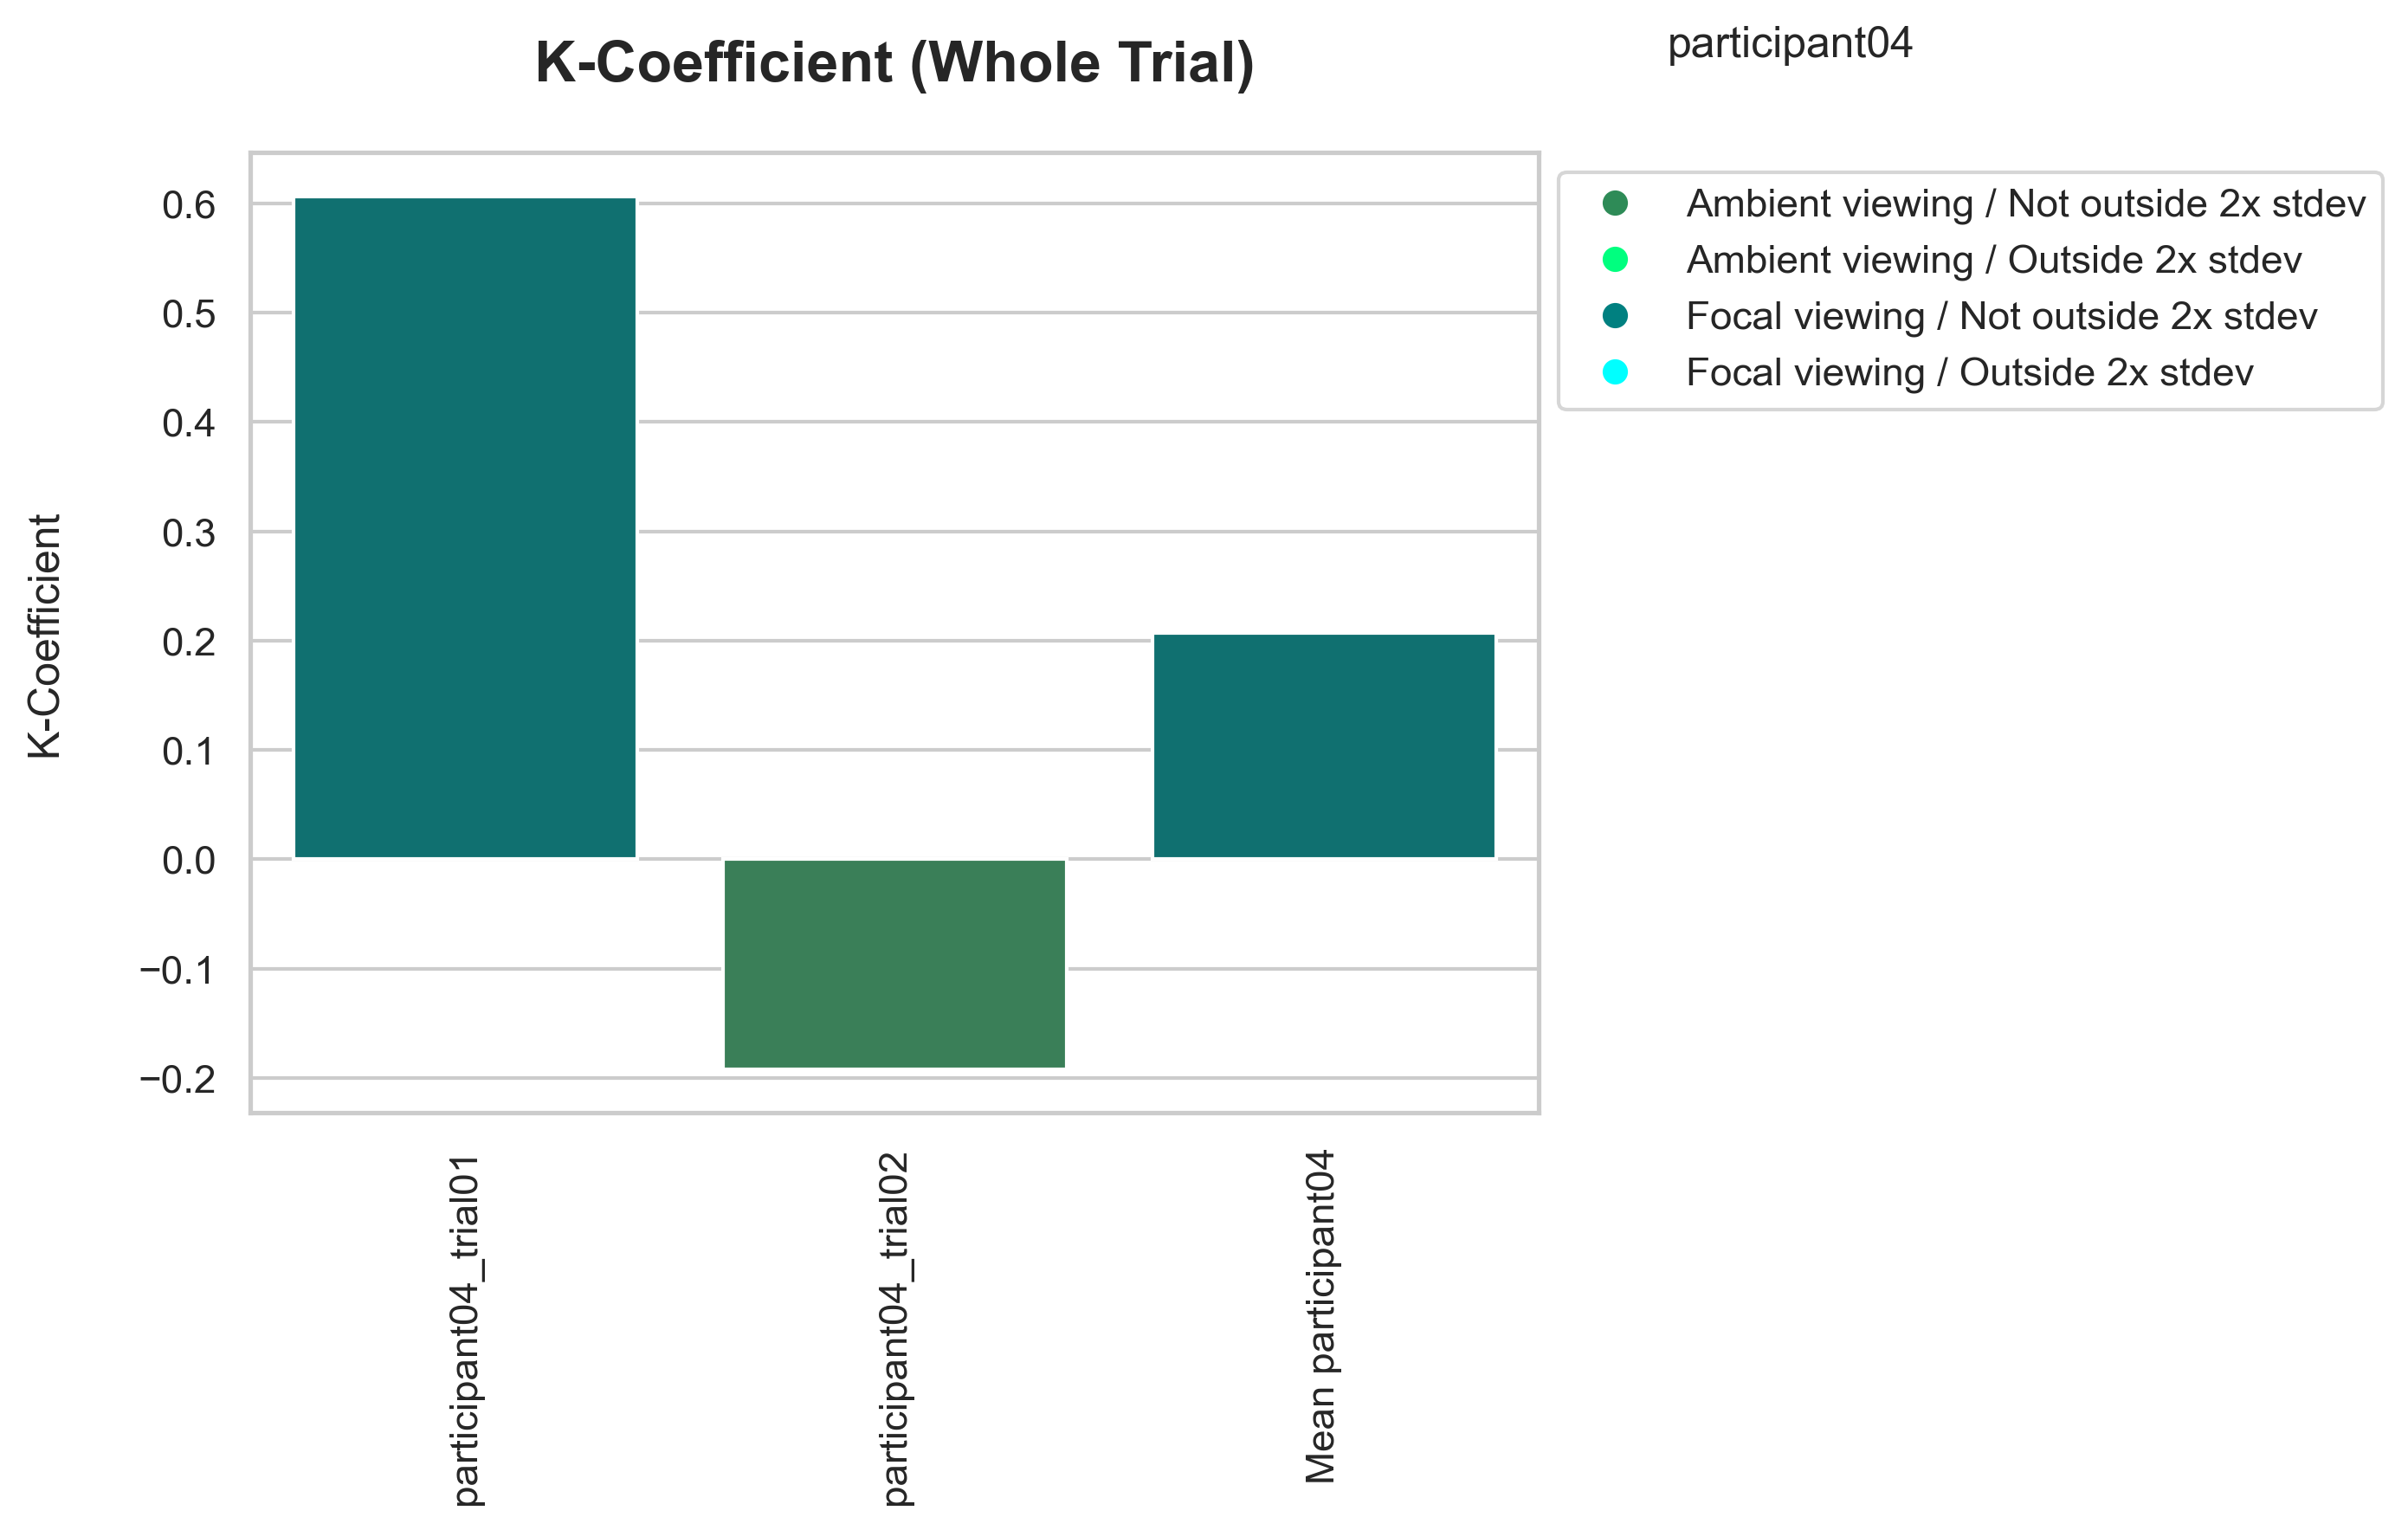 K-Coefficient (Whole Trial)
participant04
Ambient viewing / Not outside 2x stdev
Ambient viewing / Outside 2x stdev
Focal viewing / Not outside 2x stdev
Focal viewing / Outside 2x stdev
K-Coefficient
0.6
0.5
0.4
0.3
0.2
0.1
0.0
−0.1
−0.2
participant04_trial01
participant04_trial02
Mean participant04